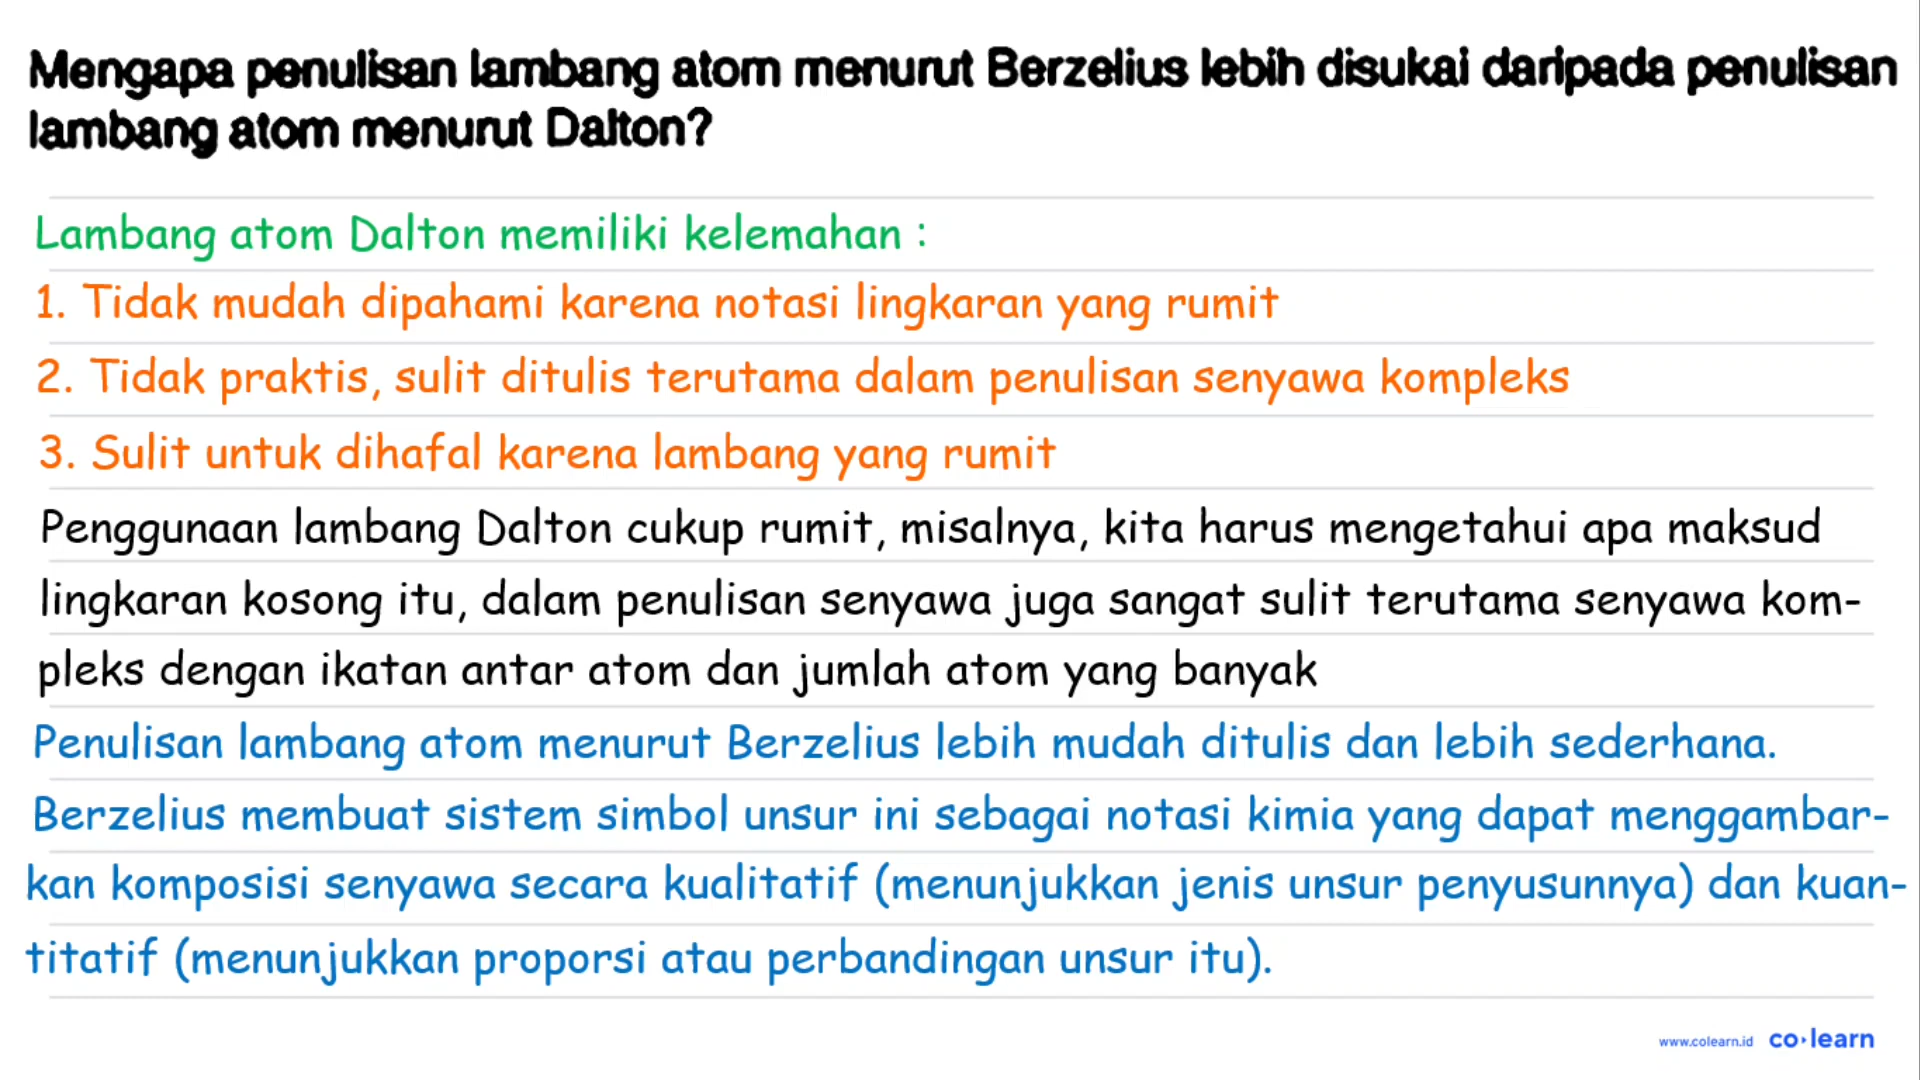 Mengapa penulisan lambang atom menurut Berzelius lebih disukai daripada penulisan
lambang atom menurut Dalton?
Lambang atom Dalton memiliki kelemahan :
1. Tidak mudah dipahami karena notasi lingkaran yang rumit
2. Tidak praktis, sulit ditulis terutama dalam penulisan senyawa kompleks
3. Sulit untuk dihafal karena lambang yang rumit
Penggunaan lambang Dalton cukup rumit, misalnya, kita harus mengetahui apa maksud
lingkaran kosong itu, dalam penulisan senyawa juga sangat sulit terutama senyawa kom-
pleks dengan ikatan antar atom dan jumlah atom yang banyak
Penulisan lambang atom menurut Berzelius lebih mudah ditulis dan lebih sederhana.
Berzelius membuat sistem simbol unsur ini sebagai notasi kimia yang dapat menggambar-
kan komposisi senyawa secara kualitatif (menunjukkan jenis unsur penyusunnya) dan kuan-
titatif (menunjukkan proporsi atau perbandingan unsur itu).
www.colearn.id co·learn